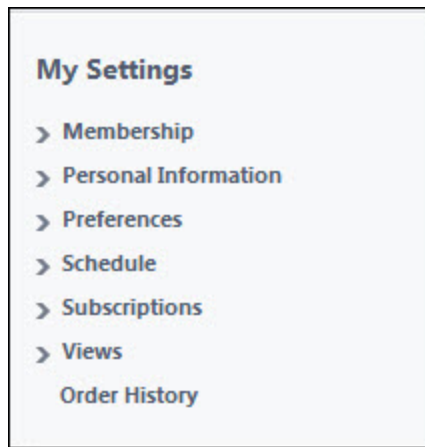 My Settings
Membership
Personal Information
Preferences
Schedule
Subscriptions
Views
Order History